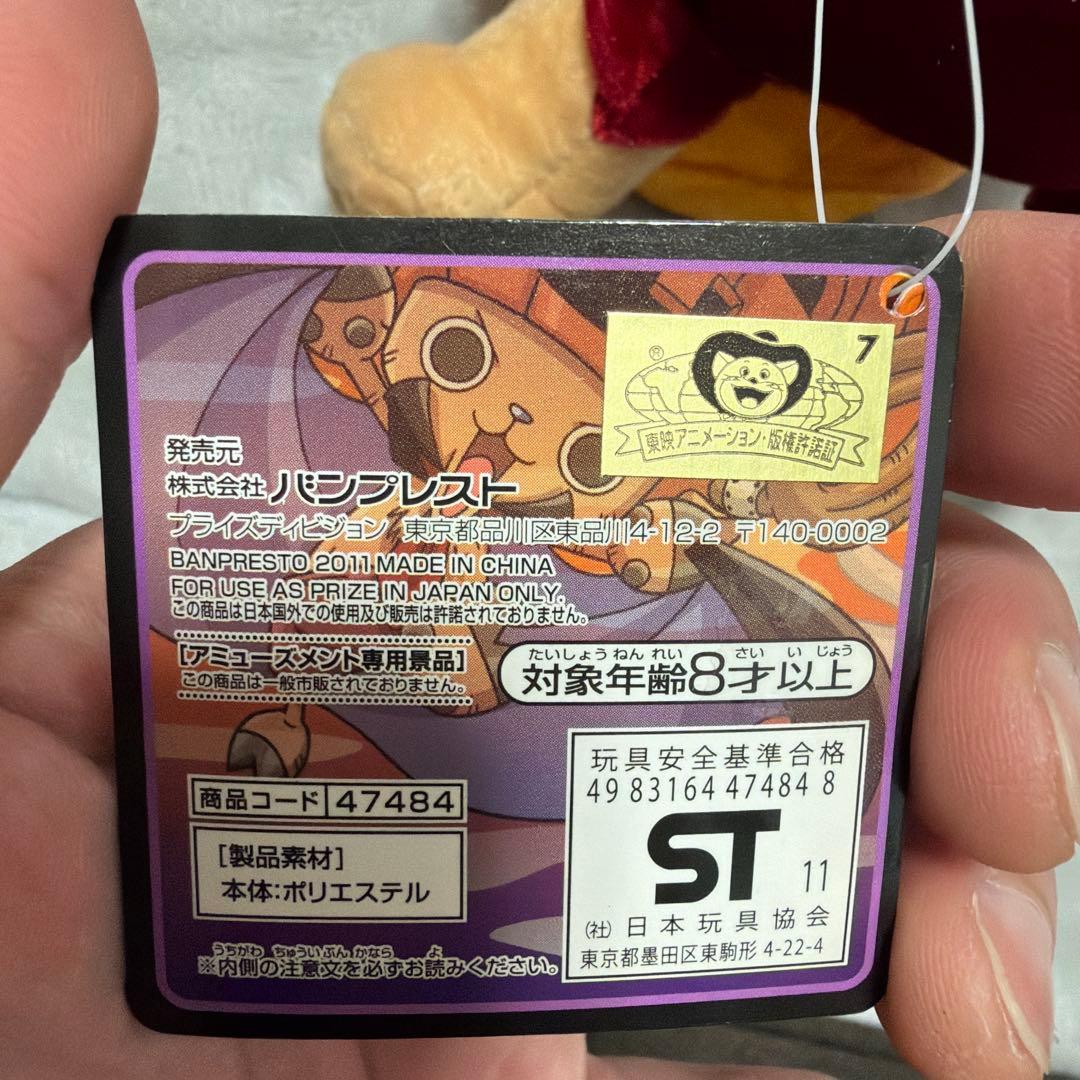 7
®
東映アニメーション・版権許諾証
発売元
株式会社 バンプレスト
プライズディビジョン 東京都品川区東品川4-12-2 〒140-0002
BANPRESTO 2011 MADE IN CHINA
FOR USE AS PRIZE IN JAPAN ONLY.
この商品は日本国外での使用及び販売は許諾されておりません。
[アミューズメント専用景品]
この商品は一般市販されておりません。
たいしょう ねん れい さい い じょう
対象年齢8才以上
商品コード 47484
[製品素材]
本体:ポリエステル
玩具安全基準合格
49 83164 47484 8
ST 11
(社) 日本玩具協会
東京都墨田区東駒形 4-22-4
うちがわ ちゅういぶん かなら よ
※内側の注意文を必ずお読みください。